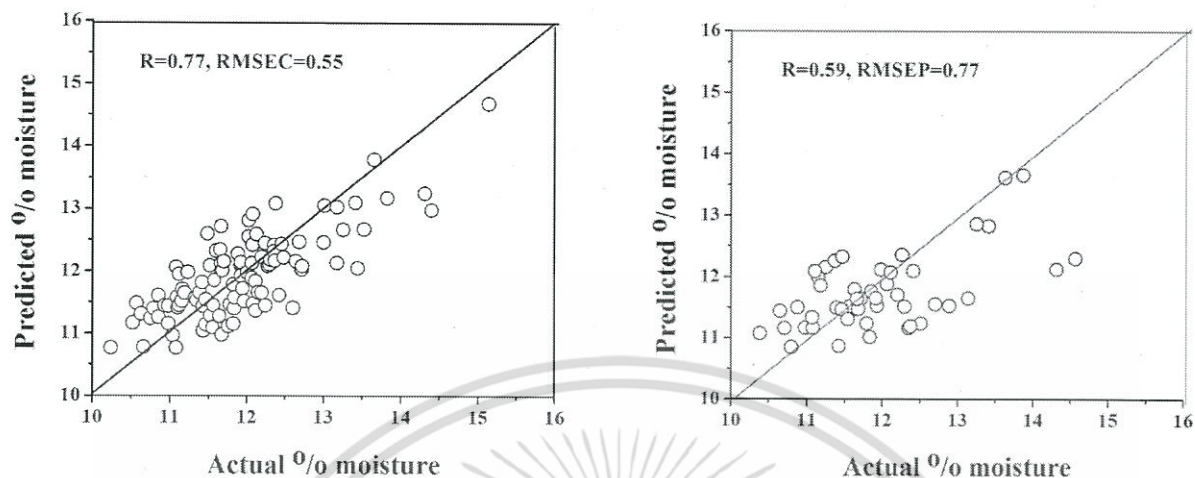 R=0.77, RMSEC=0.55
Predicted % moisture
16
15
14
13
12
11
10
10 11 12 13 14 15 16
Actual % moisture
R=0.59, RMSEP=0.77
Predicted % moisture
16
15
14
13
12
11
10
10 11 12 13 14 15 16
Actual % moisture